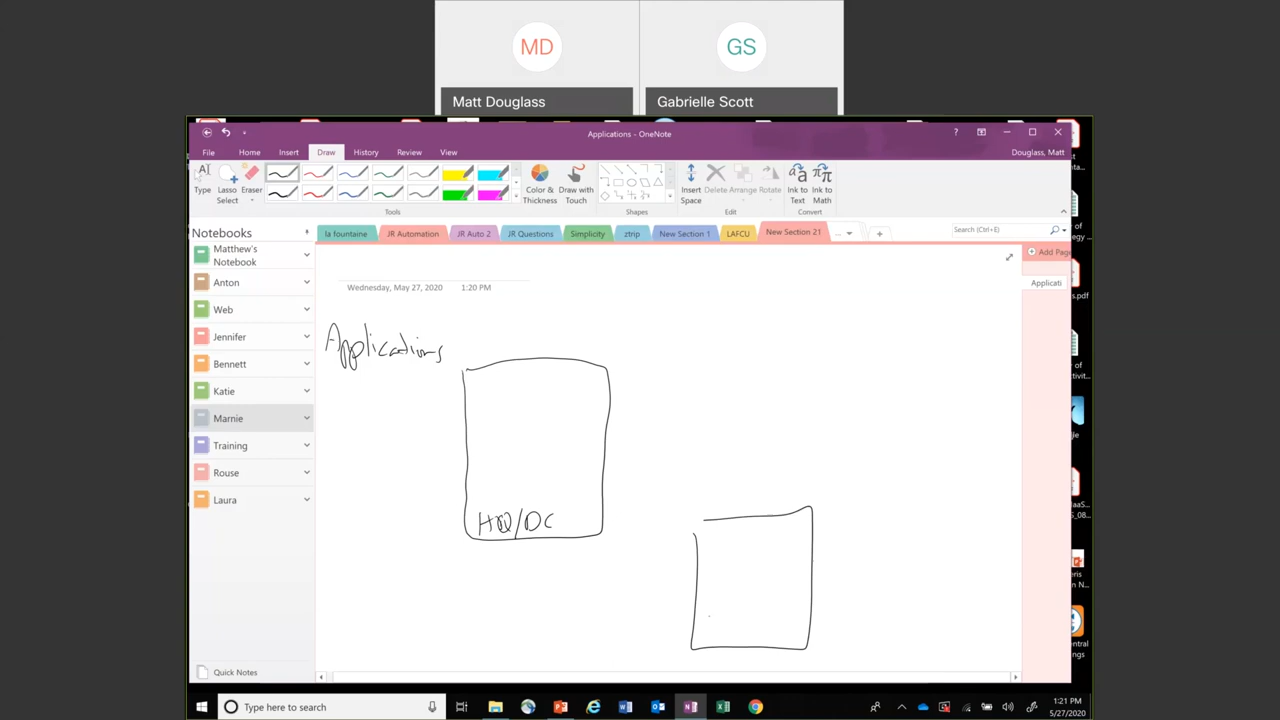 MD
GS
Matt Douglass
Gabrielle Scott
Applications - OneNote
?
File Home Insert Draw History Review View
Douglass, Matt
Type
Lasso Select
Eraser
Color & Thickness
Draw with Touch
Insert Space
Delete
Arrange
Rotate
Ink to Text
Ink to Math
Tools
Shapes
Edit
Convert
Notebooks
la fountaine
JR Automation
JR Auto 2
JR Questions
Simplicity
ztrip
New Section 1
LAFCU
New Section 21
...
Search (Ctrl+E)
Matthew's Notebook
Anton
Web
Jennifer
Bennett
Katie
Marnie
Training
Rouse
Laura
Quick Notes
Wednesday, May 27, 2020 1:20 PM
Add Page
Applicati
Applications
HQ/DC
Type here to search
1:21 PM
5/27/2020